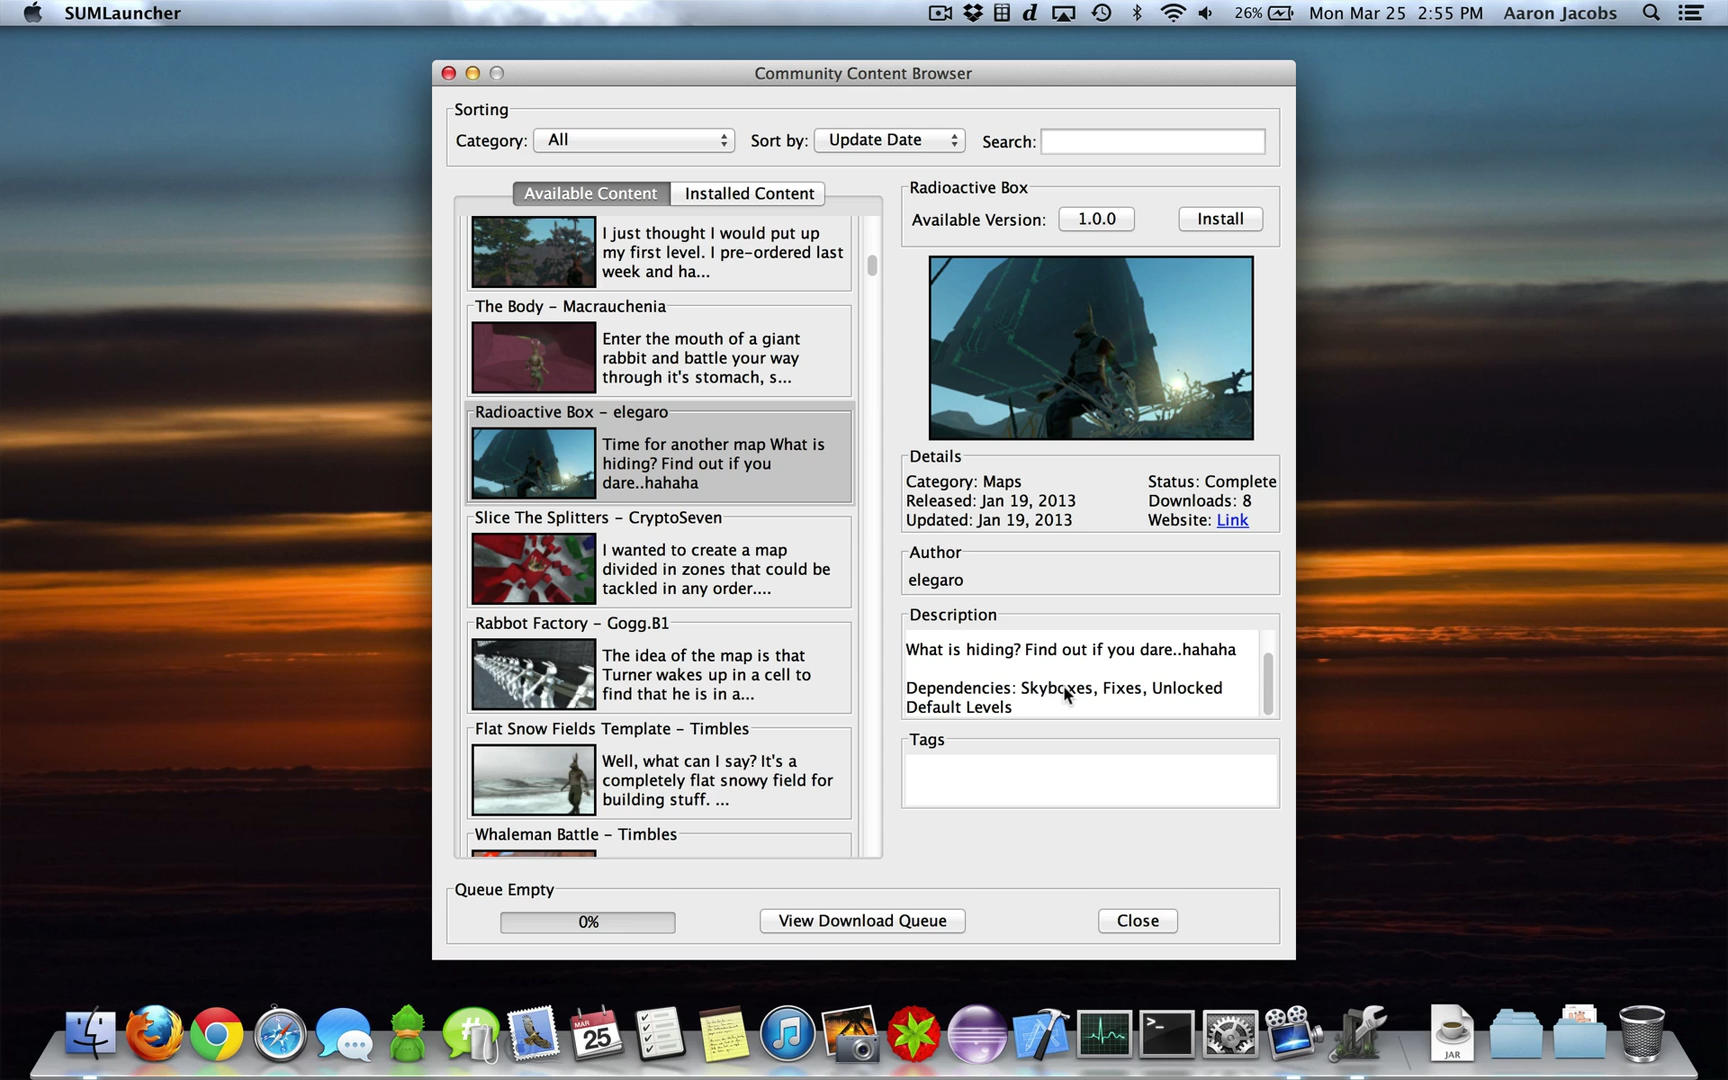 SUMLauncher
d
26%
Mon Mar 25 2:55 PM
Aaron Jacobs
Community Content Browser
Sorting
Category:
All
Sort by:
Update Date
Search:
Available Content
Installed Content
I just thought I would put up
my first level. I pre-ordered last
week and ha...
The Body - Macrauchenia
Enter the mouth of a giant
rabbit and battle your way
through it's stomach, s...
Radioactive Box - elegaro
Time for another map What is
hiding? Find out if you
dare..hahaha
Slice The Splitters - CryptoSeven
I wanted to create a map
divided in zones that could be
tackled in any order....
Rabbot Factory - Gogg.B1
The idea of the map is that
Turner wakes up in a cell to
find that he is in a...
Flat Snow Fields Template - Timbles
Well, what can I say? It's a
completely flat snowy field for
building stuff. ...
Whaleman Battle - Timbles
Radioactive Box
Available Version:
1.0.0
Install
Details
Category: Maps
Status: Complete
Released: Jan 19, 2013
Downloads: 8
Updated: Jan 19, 2013
Website: Link
Author
elegaro
Description
What is hiding? Find out if you dare..hahaha
Dependencies: Skyboxes, Fixes, Unlocked
Default Levels
Tags
Queue Empty
0%
View Download Queue
Close
MAR
25
JAR